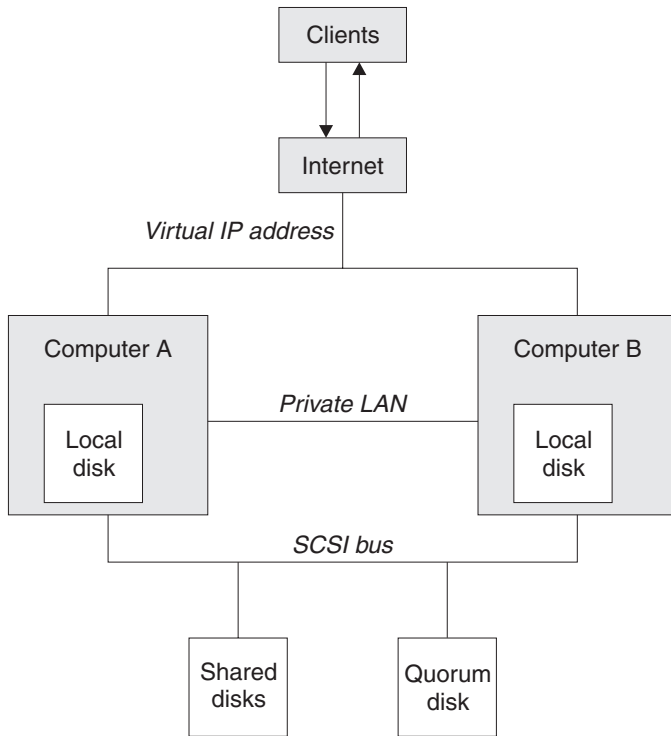 Clients
Internet
Virtual IP address
Computer A
Computer B
Private LAN
Local
disk
Local
disk
SCSI bus
Shared
disks
Quorum
disk